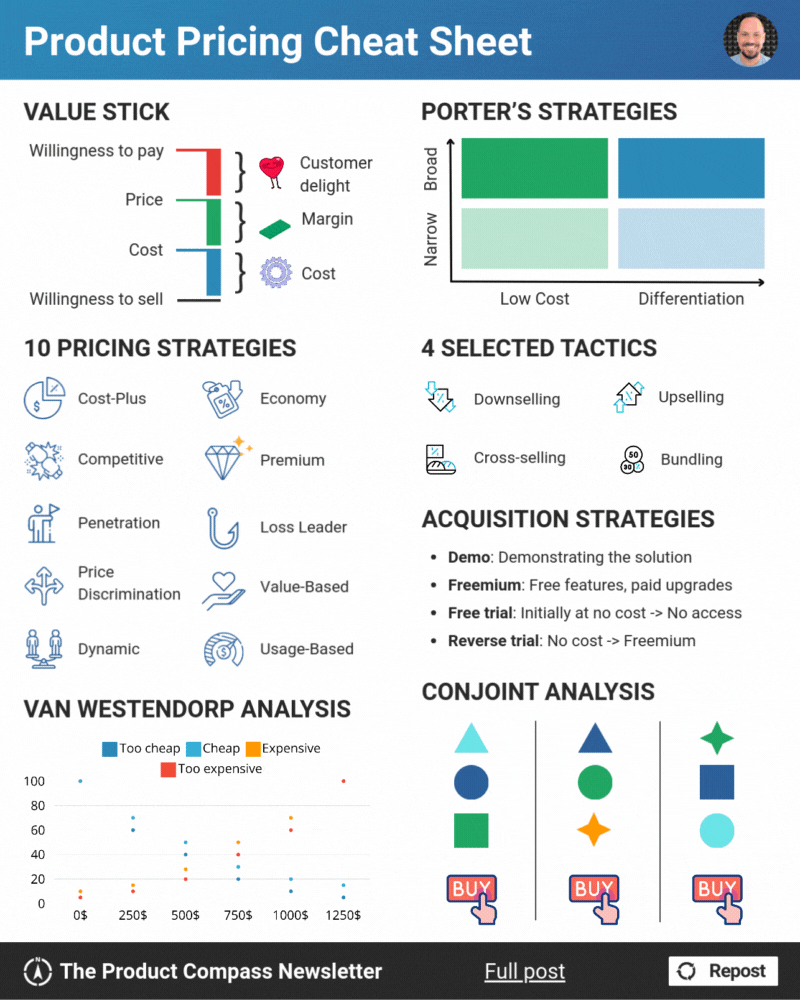 Product Pricing Cheat Sheet
VALUE STICK
Willingness to pay
Price
Cost
Willingness to sell
Customer
delight
Margin
Cost
PORTER'S STRATEGIES
Broad
Narrow
Low Cost
Differentiation
10 PRICING STRATEGIES
Cost-Plus
Economy
Competitive
Premium
Penetration
Loss Leader
Price
Discrimination
Value-Based
Dynamic
Usage-Based
4 SELECTED TACTICS
Downselling
Upselling
Cross-selling
50
30%
Bundling
ACQUISITION STRATEGIES
• Demo: Demonstrating the solution
• Freemium: Free features, paid upgrades
• Free trial: Initially at no cost -> No access
• Reverse trial: No cost -> Freemium
VAN WESTENDORP ANALYSIS
Too cheap Cheap Expensive
Too expensive
100
80
60
40
20
0
0$ 250$ 500$ 750$ 1000$ 1250$
CONJOINT ANALYSIS
BUY
BUY
BUY
N
The Product Compass Newsletter
Full post
Repost